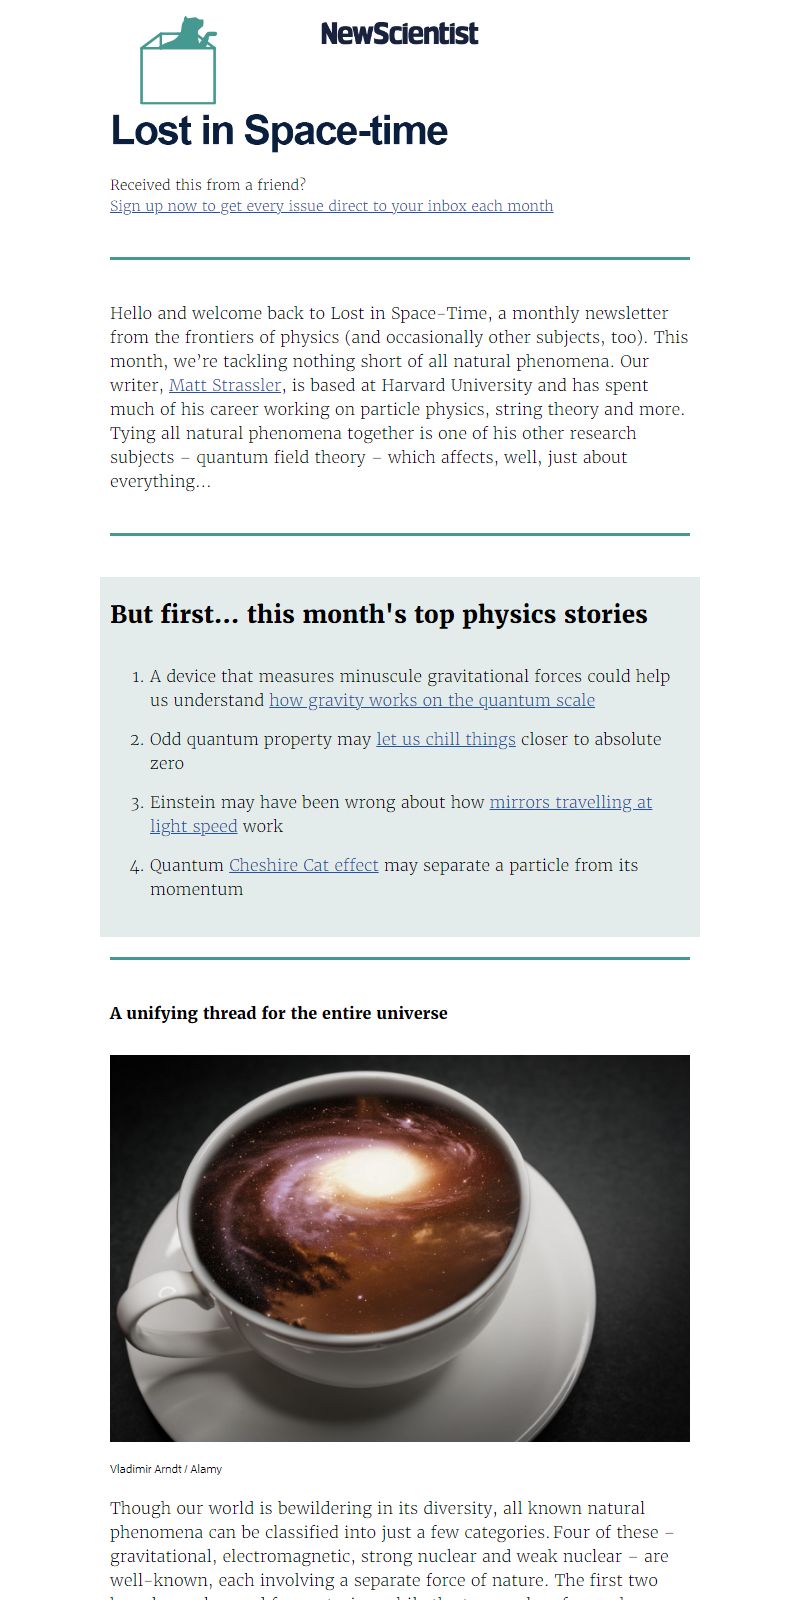 NewScientist
Lost in Space-time
Received this from a friend?
Sign up now to get every issue direct to your inbox each month
Hello and welcome back to Lost in Space-Time, a monthly newsletter
from the frontiers of physics (and occasionally other subjects, too). This
month, we’re tackling nothing short of all natural phenomena. Our
writer, Matt Strassler, is based at Harvard University and has spent
much of his career working on particle physics, string theory and more.
Tying all natural phenomena together is one of his other research
subjects – quantum field theory – which affects, well, just about
everything…
But first… this month's top physics stories
1. A device that measures minuscule gravitational forces could help
us understand how gravity works on the quantum scale
2. Odd quantum property may let us chill things closer to absolute
zero
3. Einstein may have been wrong about how mirrors travelling at
light speed work
4. Quantum Cheshire Cat effect may separate a particle from its
momentum
A unifying thread for the entire universe
Vladimir Arndt / Alamy
Though our world is bewildering in its diversity, all known natural
phenomena can be classified into just a few categories. Four of these –
gravitational, electromagnetic, strong nuclear and weak nuclear – are
well-known, each involving a separate force of nature. The first two